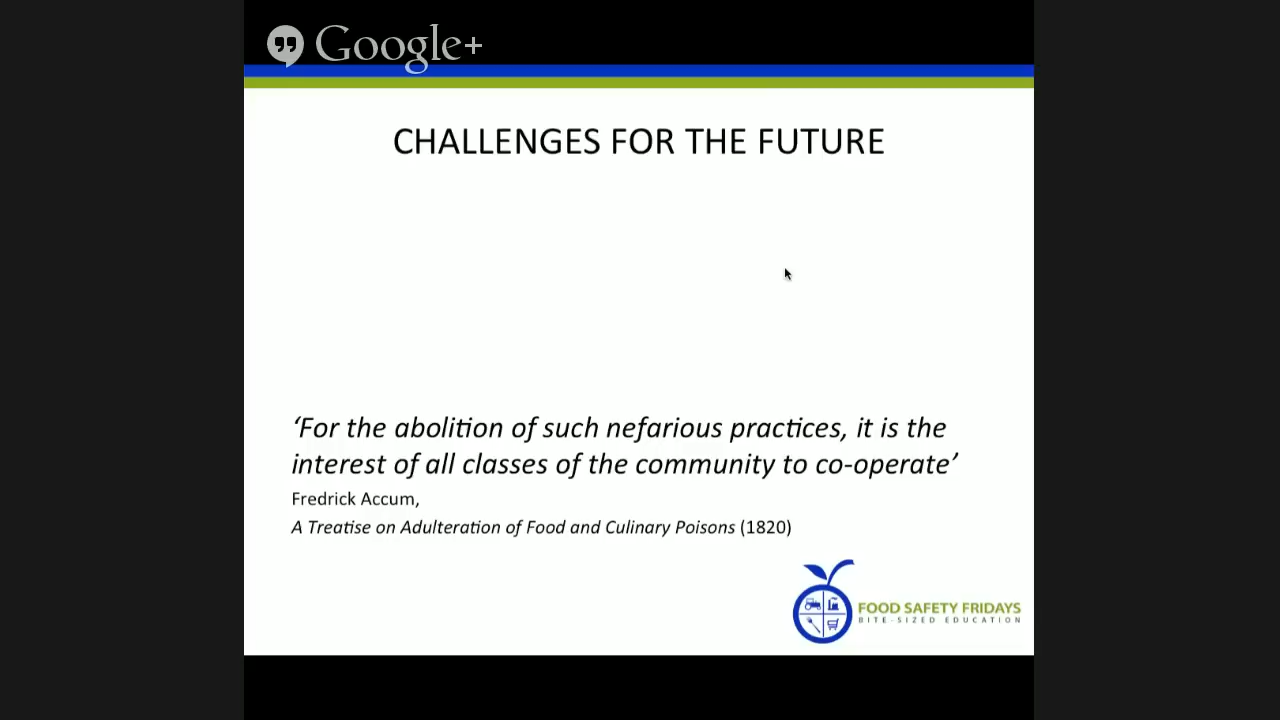 Google+
CHALLENGES FOR THE FUTURE
‘For the abolition of such nefarious practices, it is the
interest of all classes of the community to co-operate’
Fredrick Accum,
A Treatise on Adulteration of Food and Culinary Poisons (1820)
FOOD SAFETY FRIDAYS
BITE-SIZED EDUCATION